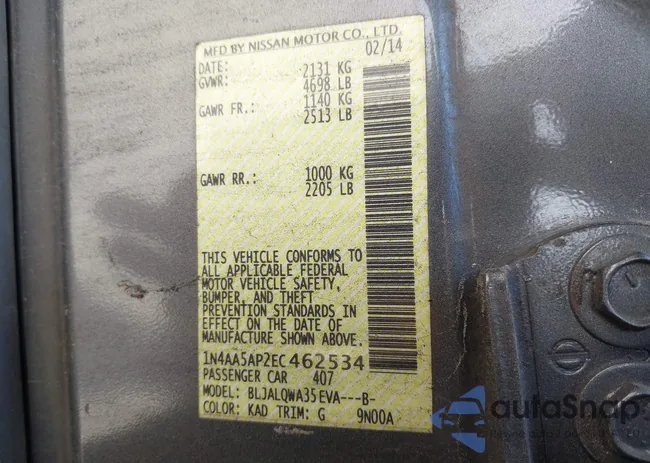 MFD BY NISSAN MOTOR CO., LTD.
DATE: 02/14
GVWR: 2131 KG
4698 LB
GAWR FR.: 1140 KG
2513 LB
GAWR RR.: 1000 KG
2205 LB
THIS VEHICLE CONFORMS TO
ALL APPLICABLE FEDERAL
MOTOR VEHICLE SAFETY,
BUMPER, AND THEFT
PREVENTION STANDARDS IN
EFFECT ON THE DATE OF
MANUFACTURE SHOWN ABOVE.
1N4AA5AP2EC462534
PASSENGER CAR 407
MODEL: BLJALQWA35EVA---B-
COLOR: KAD TRIM: G 9N00A
autoSnap